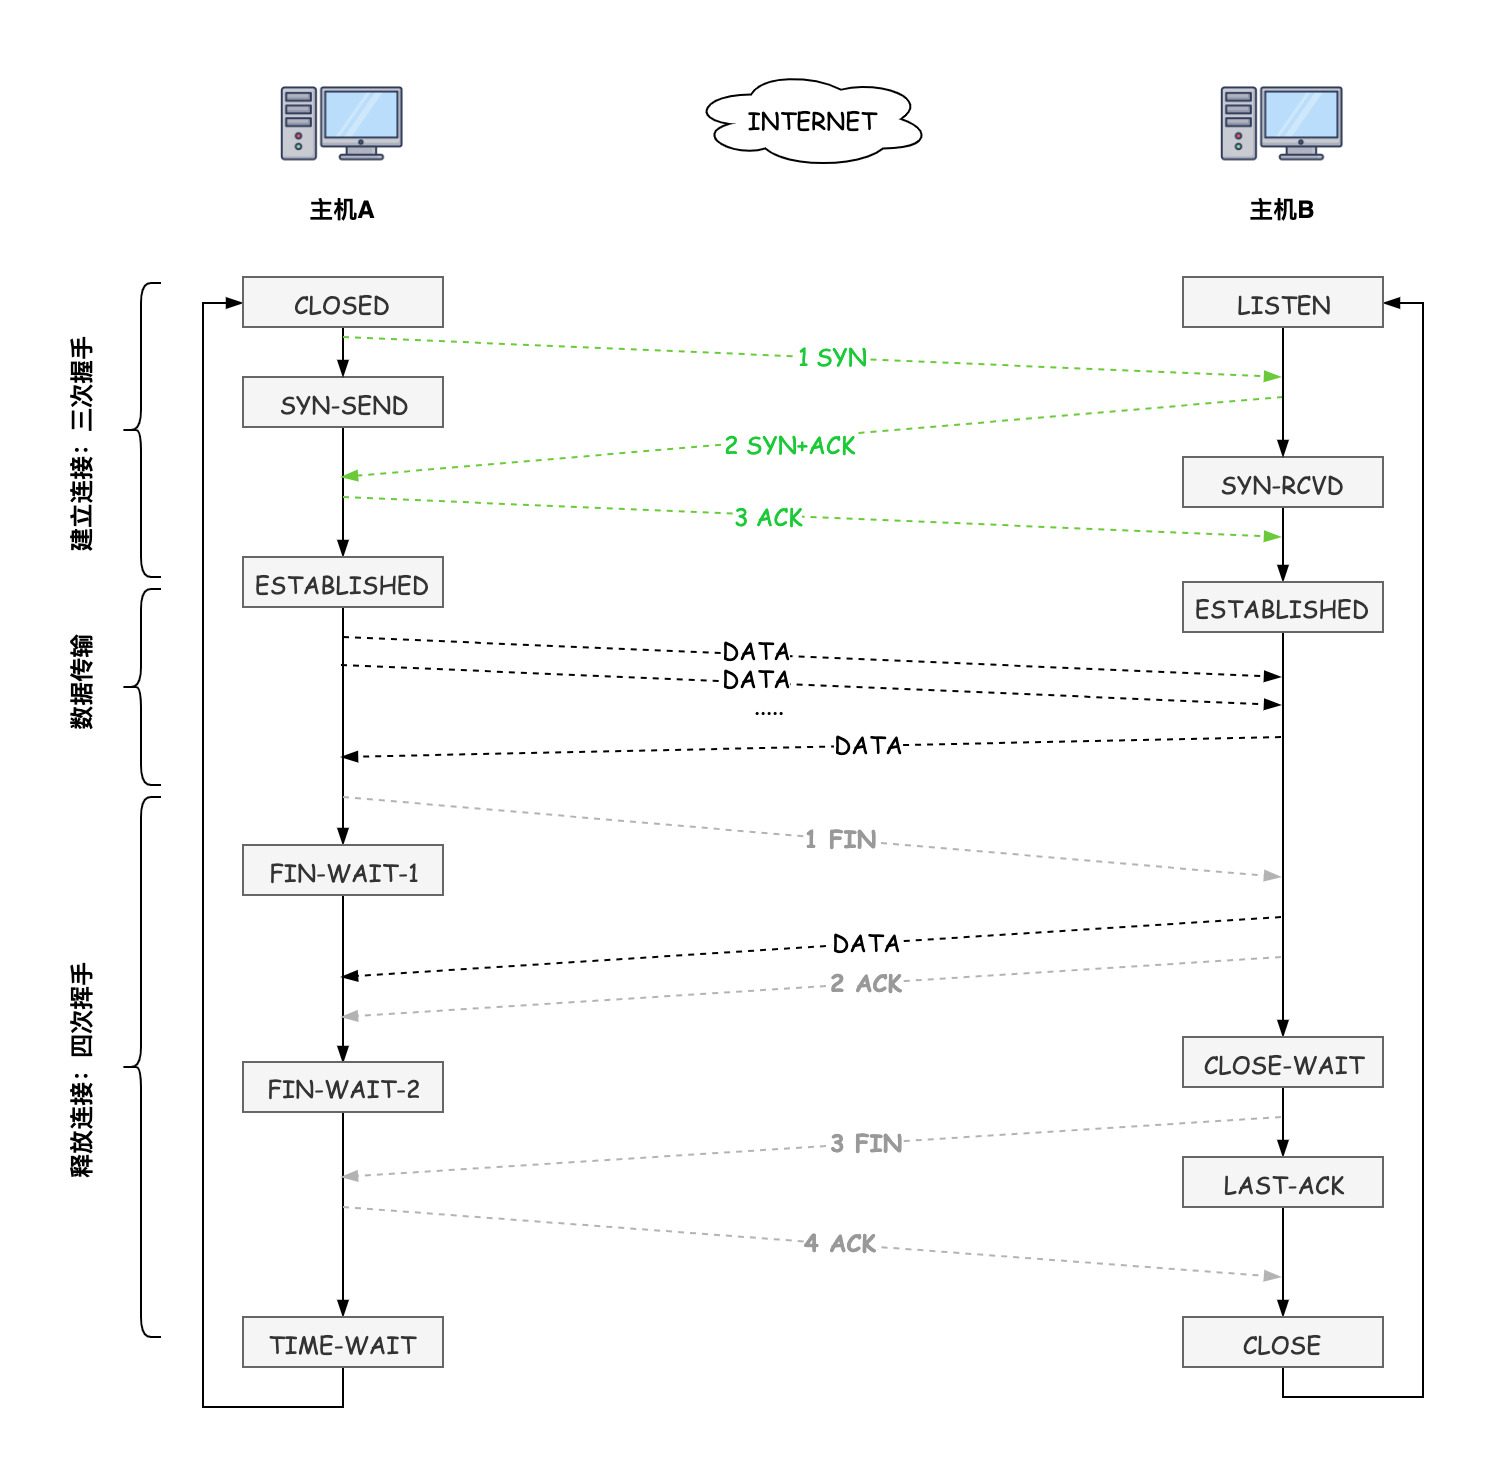 INTERNET
主机A
主机B
建立连接：三次握手
CLOSED
LISTEN
1 SYN
SYN-SEND
2 SYN+ACK
SYN-RCVD
3 ACK
ESTABLISHED
ESTABLISHED
数据传输
DATA
DATA
.....
DATA
释放连接：四次挥手
1 FIN
FIN-WAIT-1
DATA
2 ACK
CLOSE-WAIT
FIN-WAIT-2
3 FIN
LAST-ACK
4 ACK
TIME-WAIT
CLOSE